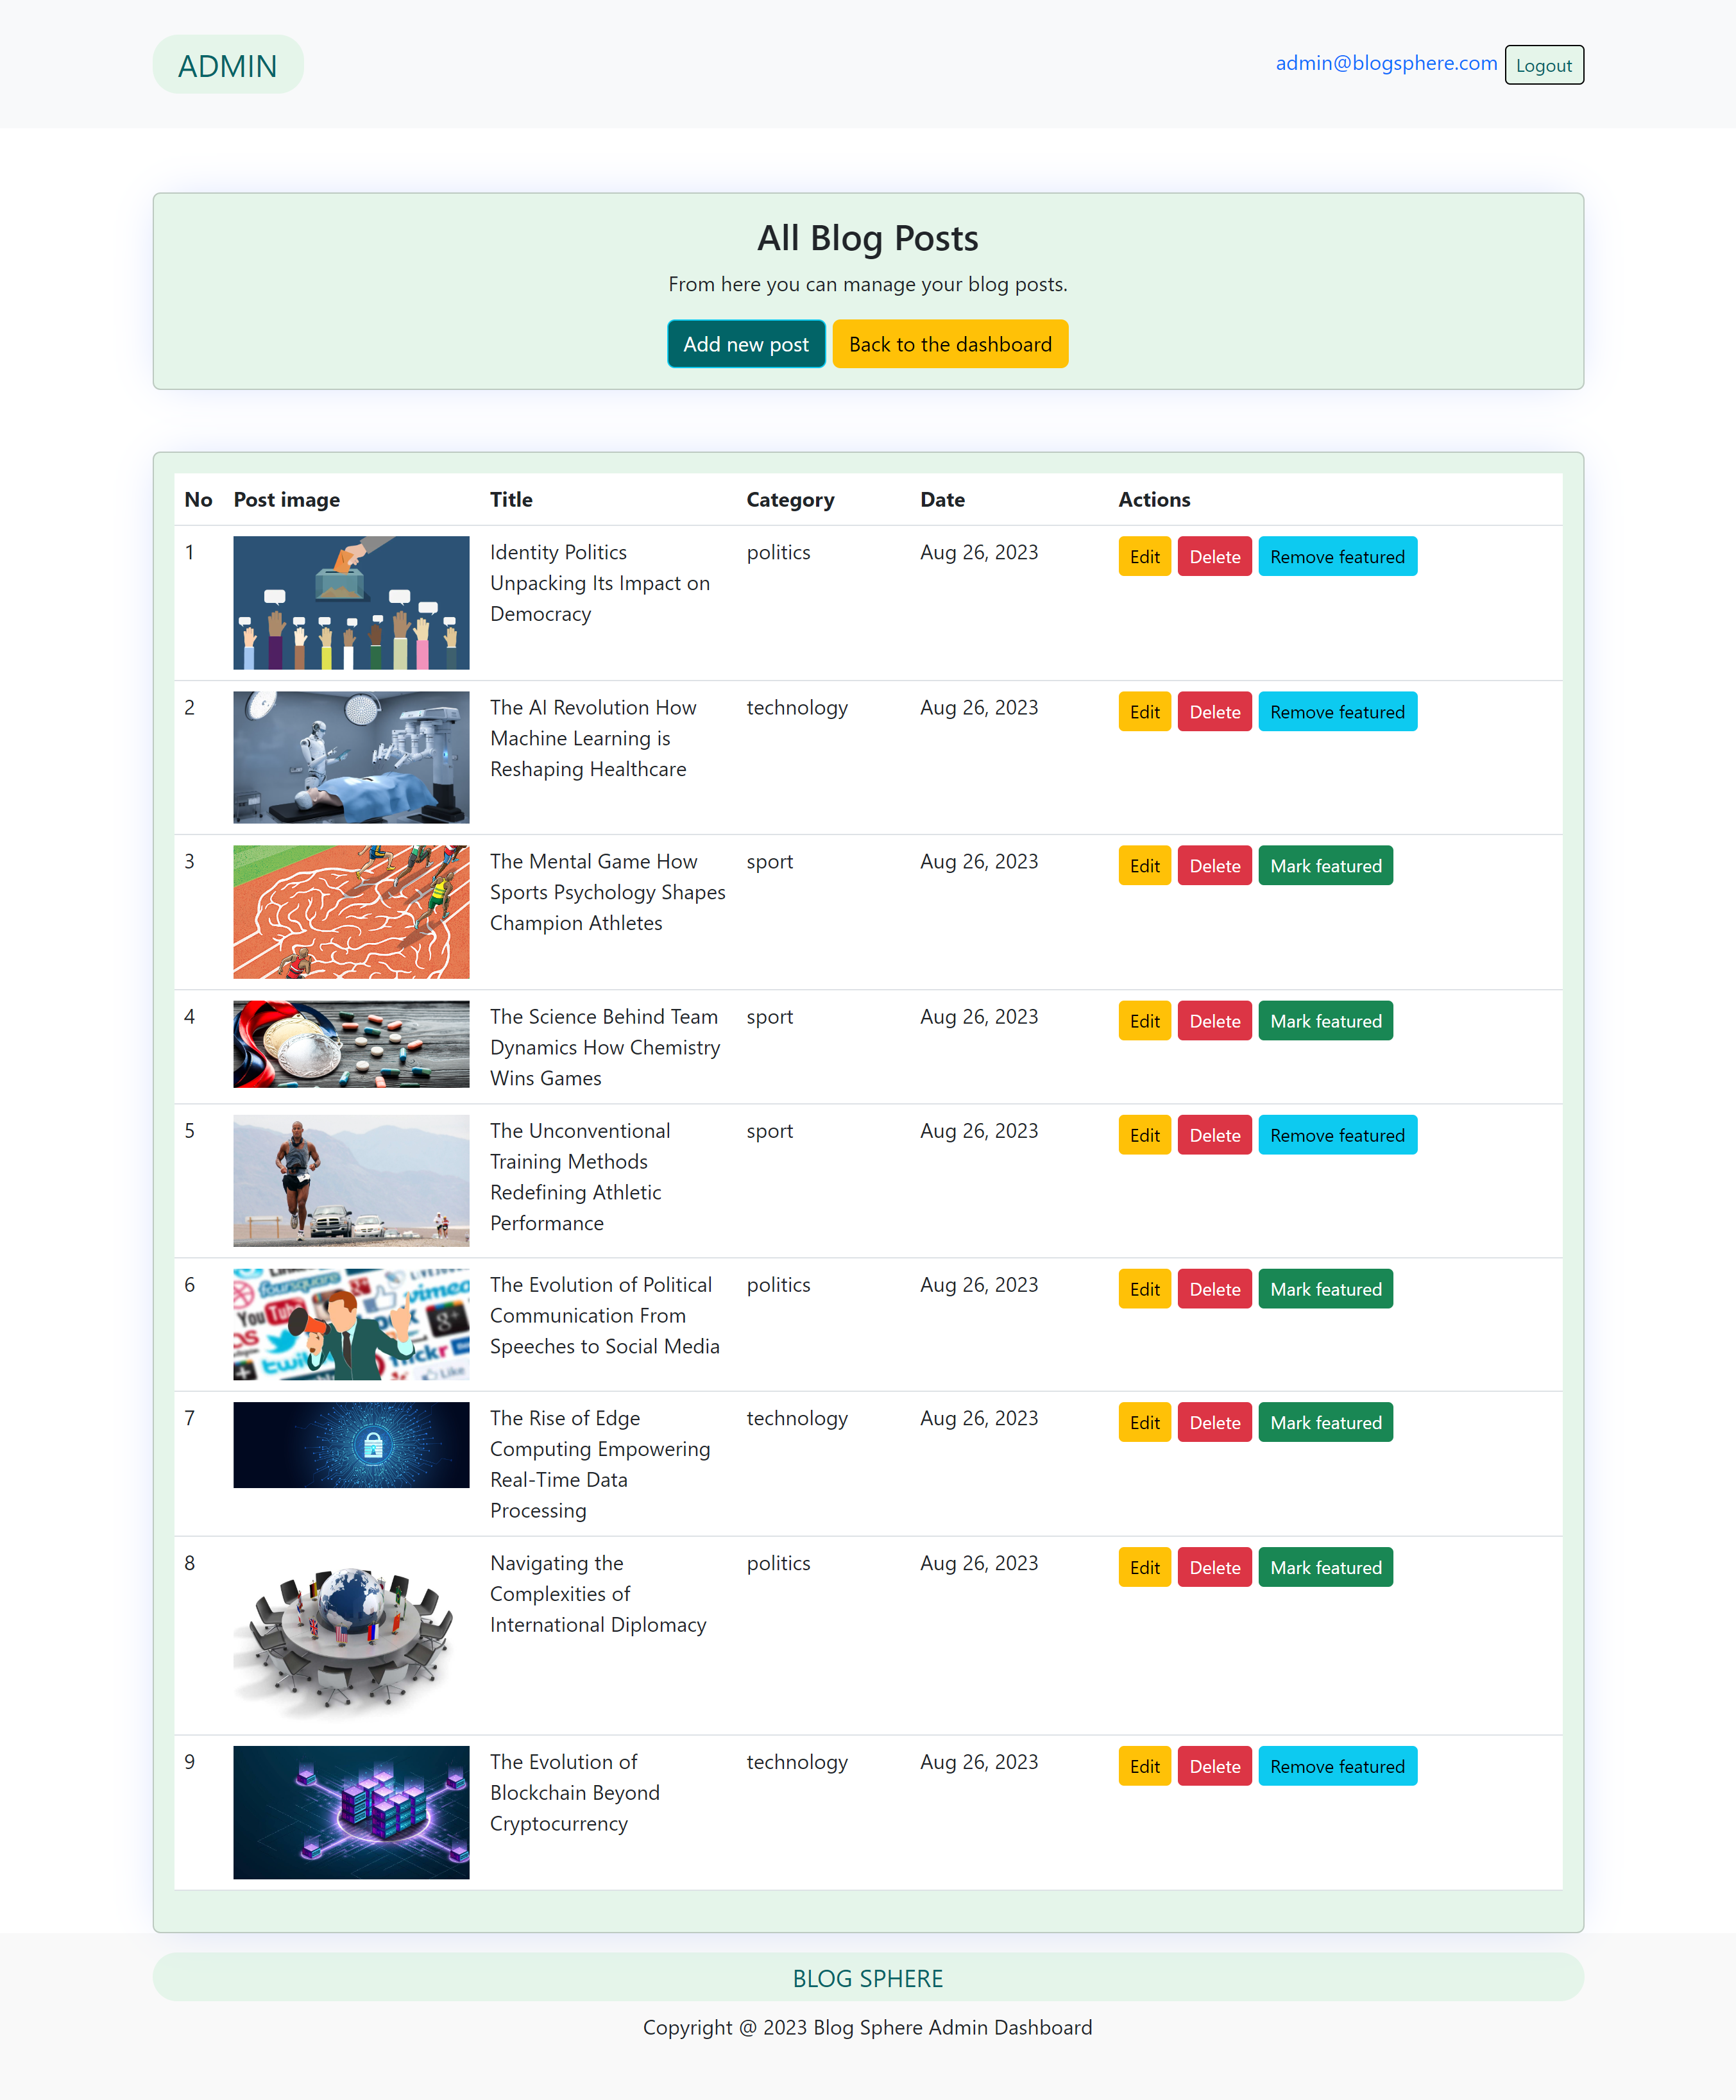 ADMIN
admin@blogsphere.com Logout
All Blog Posts
From here you can manage your blog posts.
Add new post Back to the dashboard
No Post image Title Category Date Actions
1 Identity Politics politics Aug 26, 2023 Edit Delete Remove featured
Unpacking Its Impact on
Democracy
2 The AI Revolution How technology Aug 26, 2023 Edit Delete Remove featured
Machine Learning is
Reshaping Healthcare
3 The Mental Game How sport Aug 26, 2023 Edit Delete Mark featured
Sports Psychology Shapes
Champion Athletes
4 The Science Behind Team sport Aug 26, 2023 Edit Delete Mark featured
Dynamics How Chemistry
Wins Games
5 The Unconventional sport Aug 26, 2023 Edit Delete Remove featured
Training Methods
Redefining Athletic
Performance
6 The Evolution of Political politics Aug 26, 2023 Edit Delete Mark featured
Communication From
Speeches to Social Media
foursquare
vimeo
You
Like
7 The Rise of Edge technology Aug 26, 2023 Edit Delete Mark featured
Computing Empowering
Real-Time Data
Processing
8 Navigating the politics Aug 26, 2023 Edit Delete Mark featured
Complexities of
International Diplomacy
9 The Evolution of technology Aug 26, 2023 Edit Delete Remove featured
Blockchain Beyond
Cryptocurrency
BLOG SPHERE
Copyright @ 2023 Blog Sphere Admin Dashboard